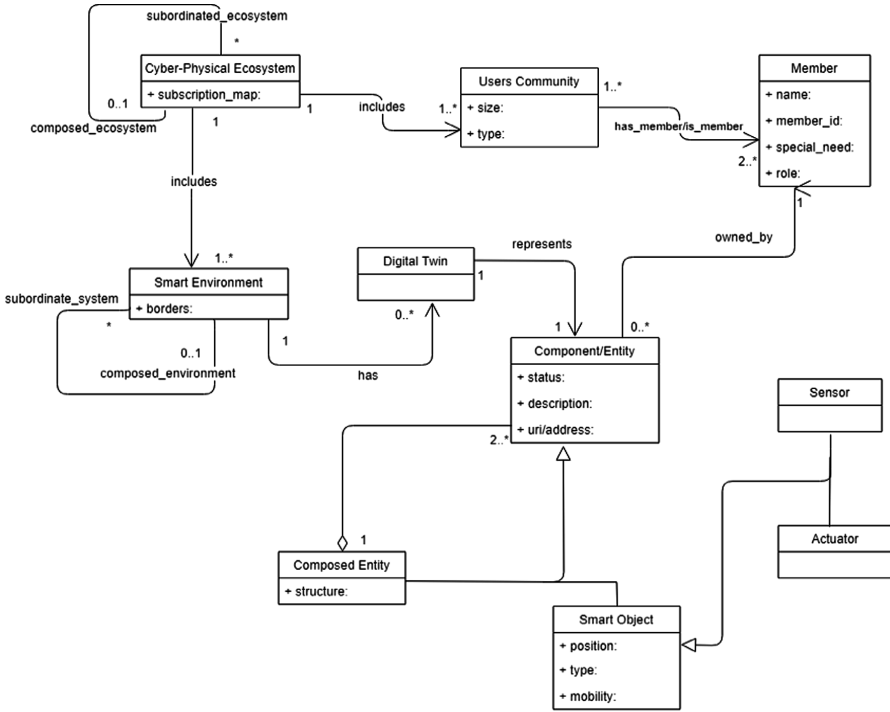 subordinated_ecosystem
*
Cyber-Physical Ecosystem
+ subscription_map:
0..1
composed_ecosystem
1
1
includes
1..*
Users Community
+ size:
+ type:
1..*
has_member/is_member
2..*
Member
+ name:
+ member_id:
+ special_need:
+ role:
1
includes
1..*
Smart Environment
+ borders:
subordinate_system
*
0..1
composed_environment
1
has
0..*
Digital Twin
1
represents
1
owned_by
0..*
Component/Entity
+ status:
+ description:
+ uri/address:
2..*
1
Composed Entity
+ structure:
Sensor
Actuator
Smart Object
+ position:
+ type:
+ mobility: